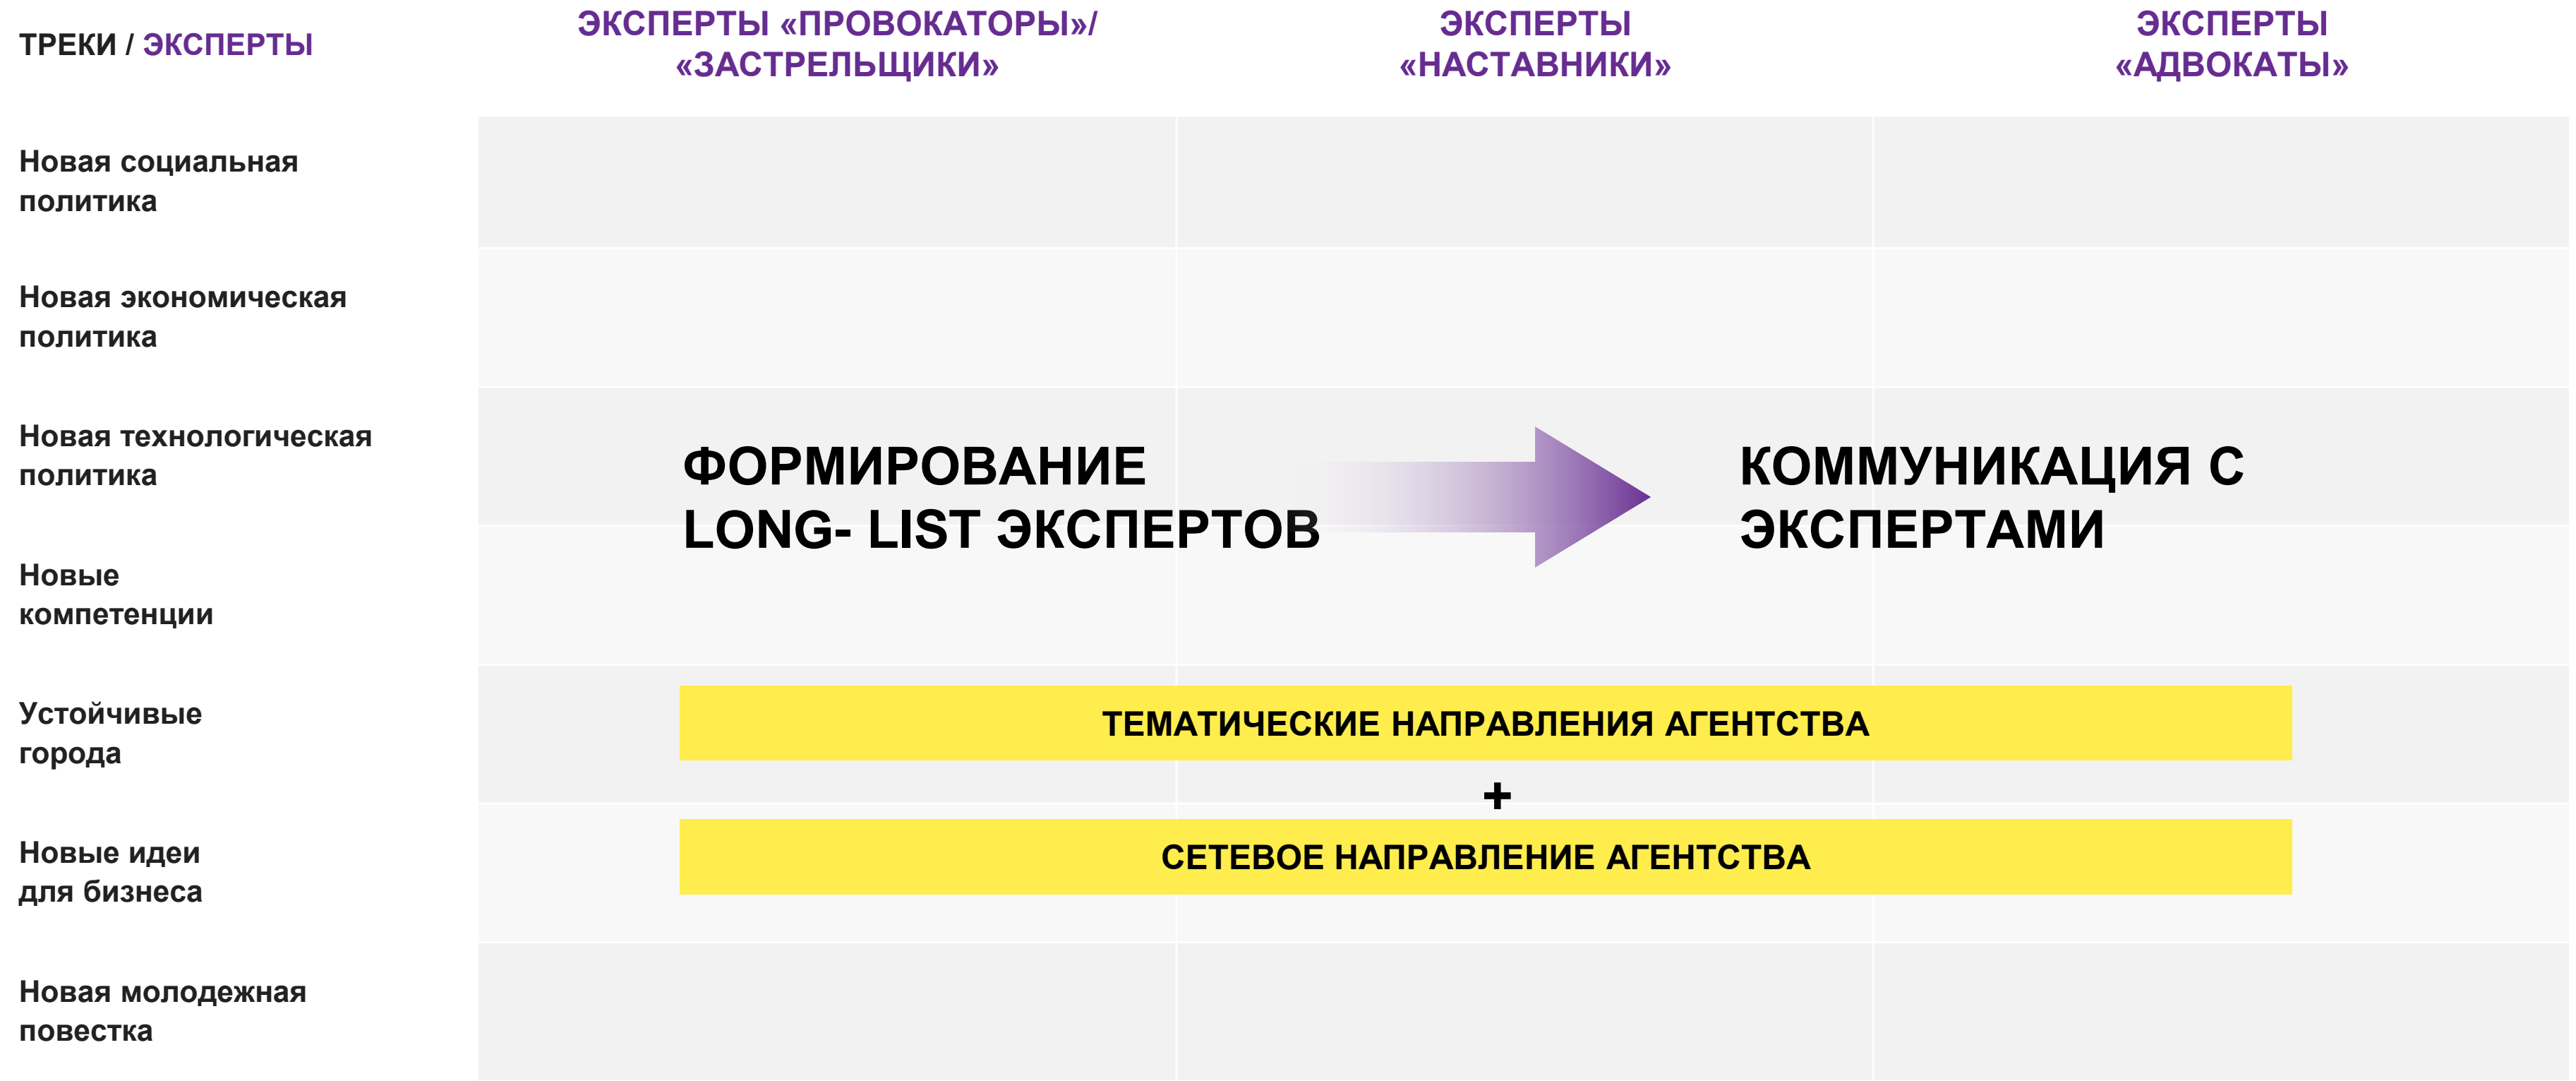 ТРЕКИ / ЭКСПЕРТЫ
ЭКСПЕРТЫ «ПРОВОКАТОРЫ»/
«ЗАСТРЕЛЬЩИКИ»
ЭКСПЕРТЫ
«НАСТАВНИКИ»
ЭКСПЕРТЫ
«АДВОКАТЫ»
Новая социальная
политика
Новая экономическая
политика
Новая технологическая
политика
ФОРМИРОВАНИЕ
LONG- LIST ЭКСПЕРТОВ
КОММУНИКАЦИЯ С
ЭКСПЕРТАМИ
Новые
компетенции
Устойчивые
города
ТЕМАТИЧЕСКИЕ НАПРАВЛЕНИЯ АГЕНТСТВА
+
СЕТЕВОЕ НАПРАВЛЕНИЕ АГЕНТСТВА
Новые идеи
для бизнеса
Новая молодежная
повестка